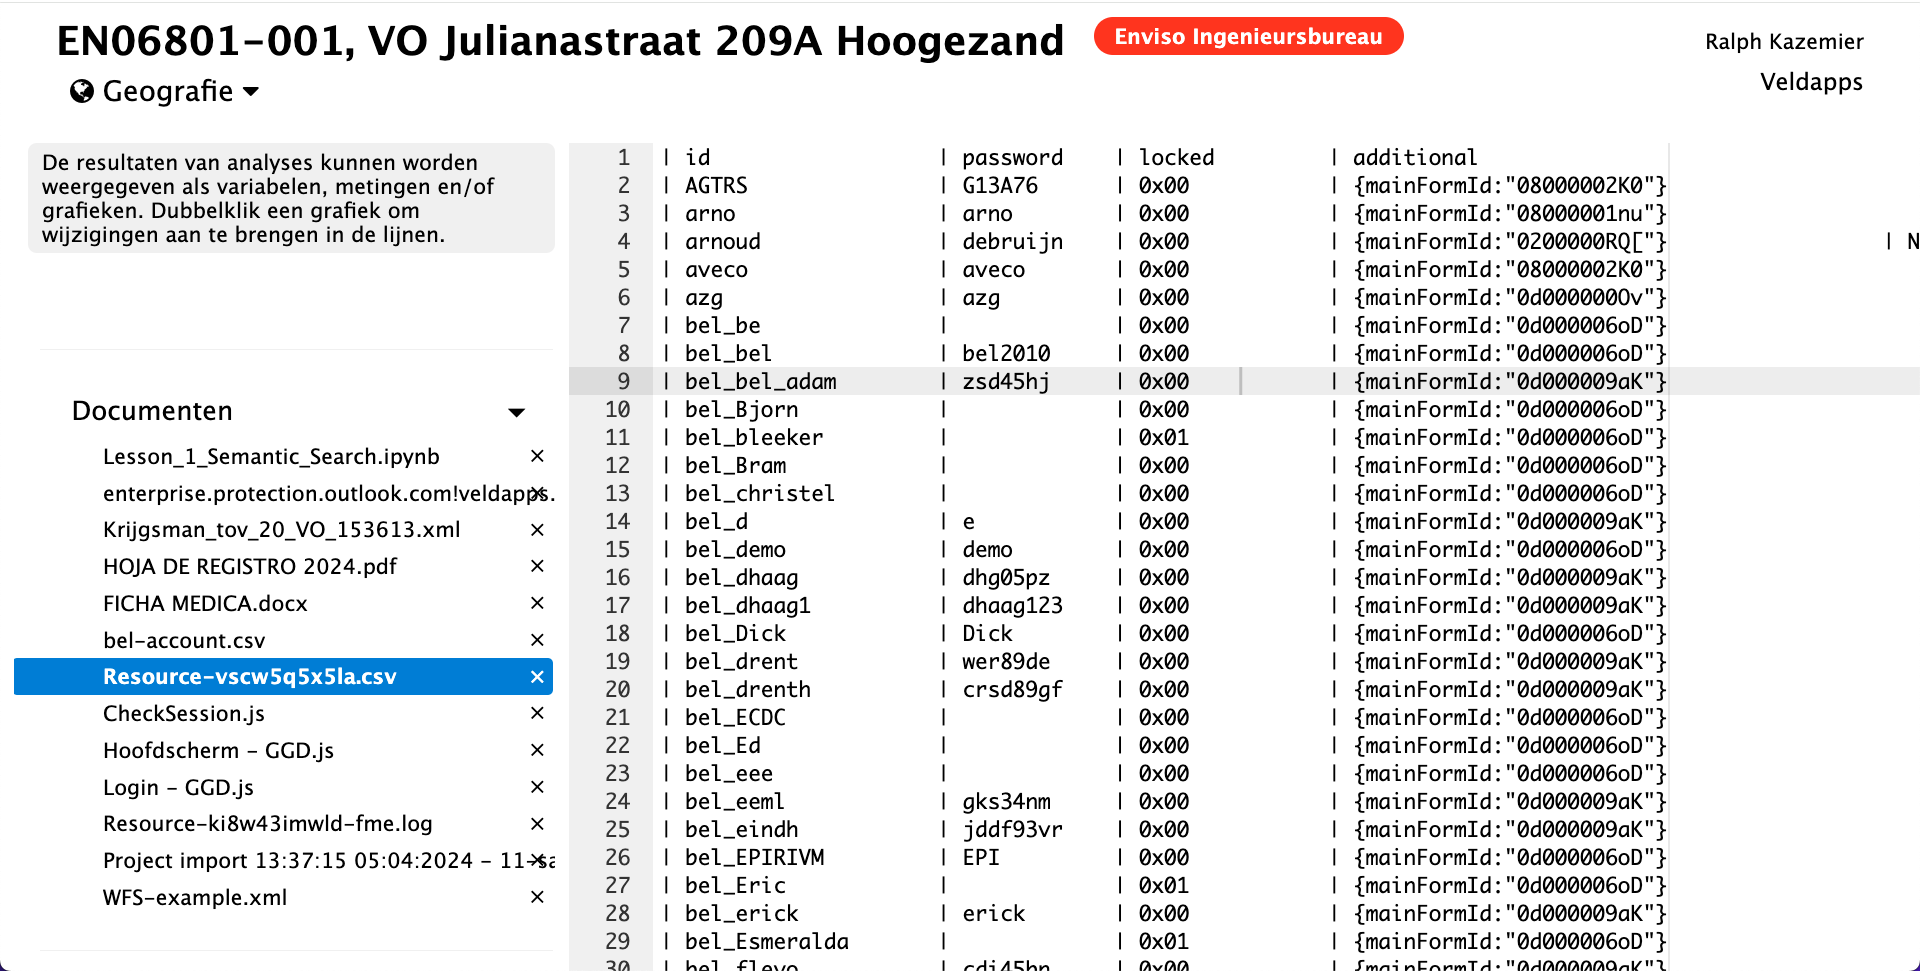 EN06801-001, VO Julianastraat 209A Hoogezand
Enviso Ingenieursbureau
Ralph Kazemier
Veldapps
Geografie
De resultaten van analyses kunnen worden
weergegeven als variabelen, metingen en/of
grafieken. Dubbelklik een grafiek om
wijzigingen aan te brengen in de lijnen.
Documenten
Lesson_1_Semantic_Search.ipynb
enterprise.protection.outlook.com!veldapps.
Krijgsman_tov_20_VO_153613.xml
HOJA DE REGISTRO 2024.pdf
FICHA MEDICA.docx
bel-account.csv
Resource-vscw5q5x5la.csv
CheckSession.js
Hoofdscherm - GGD.js
Login - GGD.js
Resource-ki8w43imwld-fme.log
Project import 13:37:15 05:04:2024 - 11-sa
WFS-example.xml
1 | id | password | locked | additional
2 | AGTRS | G13A76 | 0x00 | {mainFormId:"08000002K0"}
3 | arno | arno | 0x00 | {mainFormId:"08000001nu"}
4 | arnoud | debruijn | 0x00 | {mainFormId:"0200000RQ["} | N
5 | aveco | aveco | 0x00 | {mainFormId:"08000002K0"}
6 | azg | azg | 0x00 | {mainFormId:"0d000000Ov"}
7 | bel_be | | 0x00 | {mainFormId:"0d000006oD"}
8 | bel_bel | bel2010 | 0x00 | {mainFormId:"0d000006oD"}
9 | bel_bel_adam | zsd45hj | 0x00 | {mainFormId:"0d000009aK"}
10 | bel_Bjorn | | 0x00 | {mainFormId:"0d000006oD"}
11 | bel_bleeker | | 0x01 | {mainFormId:"0d000006oD"}
12 | bel_Bram | | 0x00 | {mainFormId:"0d000006oD"}
13 | bel_christel | | 0x00 | {mainFormId:"0d000006oD"}
14 | bel_d | e | 0x00 | {mainFormId:"0d000009aK"}
15 | bel_demo | demo | 0x00 | {mainFormId:"0d000006oD"}
16 | bel_dhaag | dhg05pz | 0x00 | {mainFormId:"0d000009aK"}
17 | bel_dhaag1 | dhaag123 | 0x00 | {mainFormId:"0d000009aK"}
18 | bel_Dick | Dick | 0x00 | {mainFormId:"0d000006oD"}
19 | bel_drent | wer89de | 0x00 | {mainFormId:"0d000009aK"}
20 | bel_drenth | crsd89gf | 0x00 | {mainFormId:"0d000009aK"}
21 | bel_ECDC | | 0x00 | {mainFormId:"0d000006oD"}
22 | bel_Ed | | 0x00 | {mainFormId:"0d000006oD"}
23 | bel_eee | | 0x00 | {mainFormId:"0d000006oD"}
24 | bel_eeml | gks34nm | 0x00 | {mainFormId:"0d000009aK"}
25 | bel_eindh | jddf93vr | 0x00 | {mainFormId:"0d000009aK"}
26 | bel_EPIRIVM | EPI | 0x00 | {mainFormId:"0d000006oD"}
27 | bel_Eric | | 0x01 | {mainFormId:"0d000006oD"}
28 | bel_erick | erick | 0x00 | {mainFormId:"0d000009aK"}
29 | bel_Esmeralda | | 0x01 | {mainFormId:"0d000006oD"}